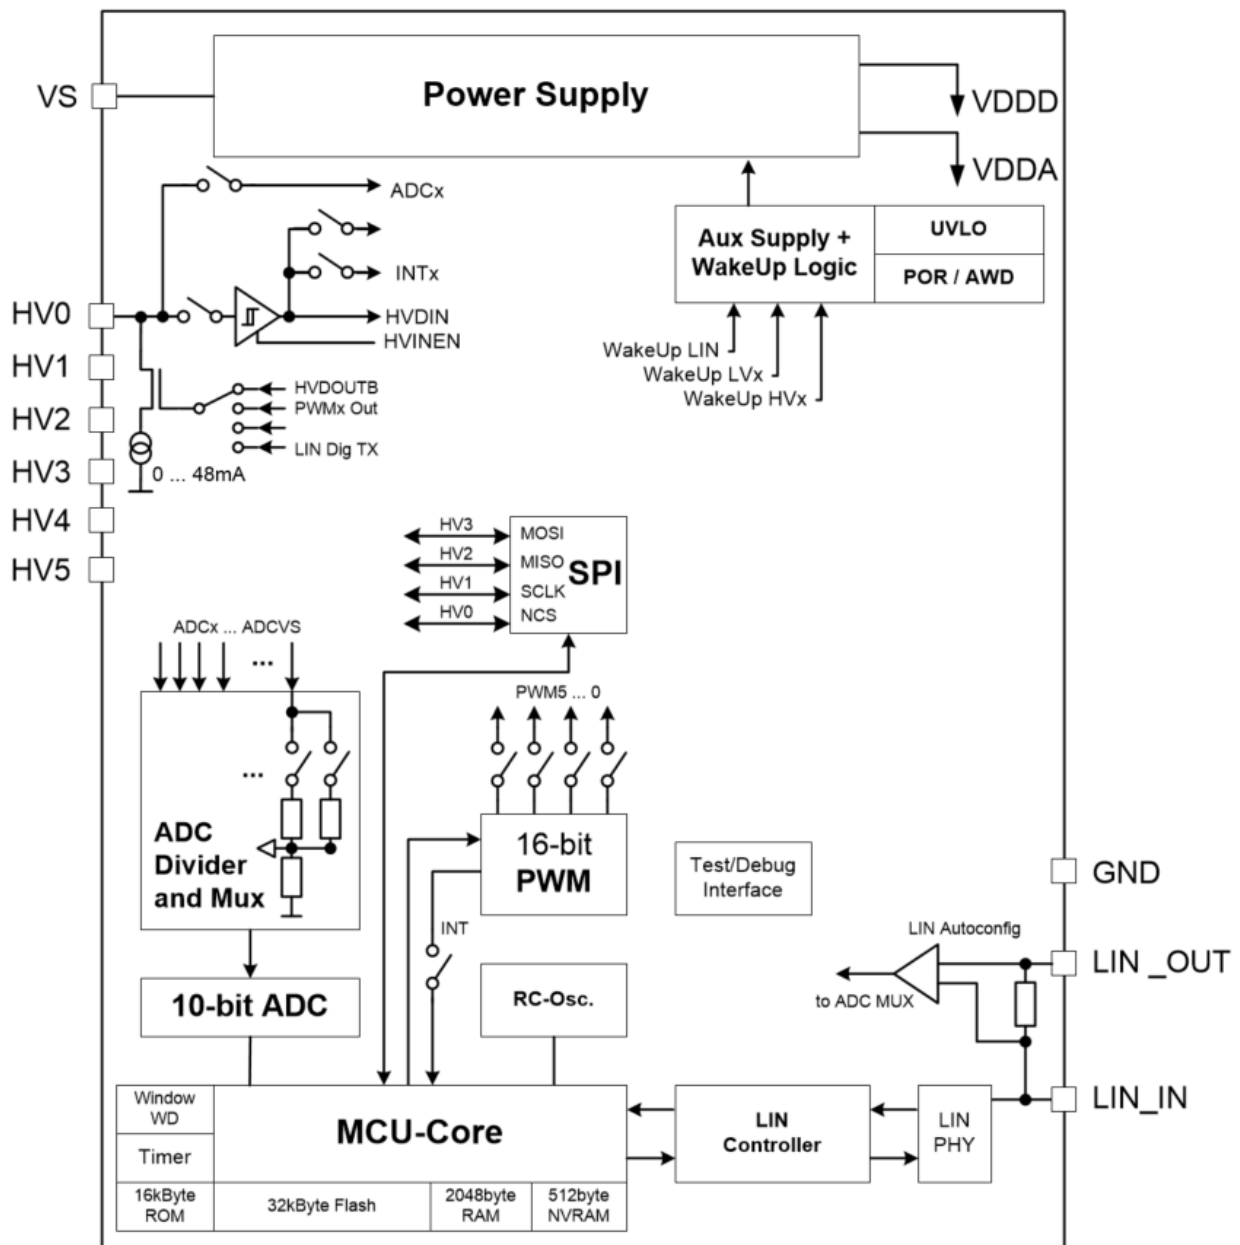 Power Supply
VS
VDDD
VDDA
ADCx
INTx
HVDIN
HVINEN
Aux Supply +
WakeUp Logic
UVLO
POR / AWD
WakeUp LIN
WakeUp LVx
WakeUp HVx
HV0
HV1
HV2
HV3
HV4
HV5
HVDOUTB
PWMx Out
LIN Dig TX
0 ... 48mA
HV3
HV2
HV1
HV0
MOSI
MISO
SCLK
NCS
SPI
ADCx ... ADCVS
...
...
ADC
Divider
and Mux
PWM5 ... 0
16-bit
PWM
INT
Test/Debug
Interface
GND
LIN Autoconfig
LIN _OUT
to ADC MUX
10-bit ADC
RC-Osc.
LIN_IN
Window
WD
Timer
MCU-Core
LIN
Controller
LIN
PHY
16kByte
ROM
32kByte Flash
2048byte
RAM
512byte
NVRAM